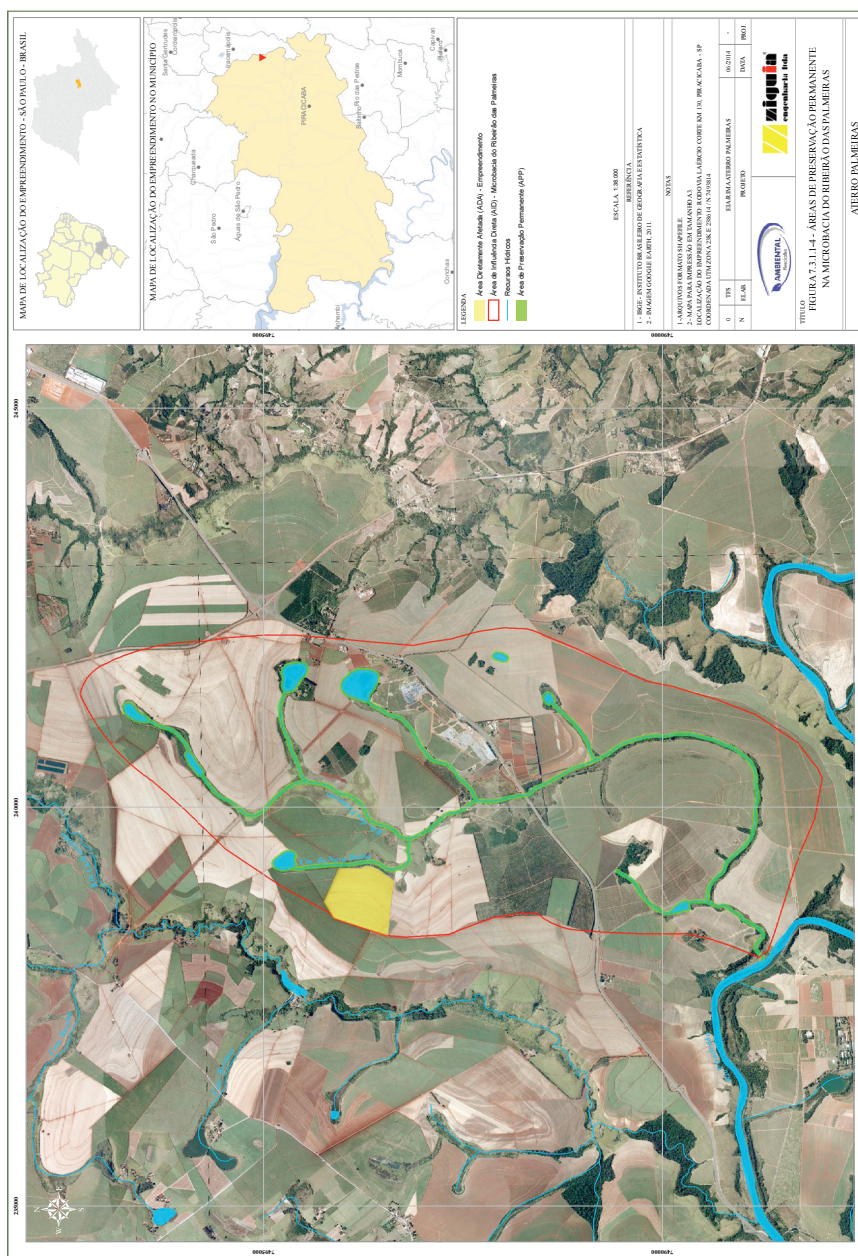 MAPA DE LOCALIZAÇÃO DO EMPREENDIMENTO - SÃO PAULO - BRASIL
MAPA DE LOCALIZAÇÃO DO EMPREENDIMENTO NO MUNICÍPIO
Santa Gertrudes
Cordeirópolis
Iracemápolis
Charqueada
São Pedro
Águas de São Pedro
PIRACICABA
Rio das Pedras
Saltinho
Mombuca
Capivari
Rafard
Anhembi
Conchas
LEGENDA
Área Diretamente Afetada (ADA) - Empreendimento
Área de Influência Direta (AID) - Microbacia do Ribeirão das Palmeiras
Recursos Hídricos
Área de Preservação Permanente (APP)
ESCALA 1:38 000
REFERÊNCIA
1 - IBGE - INSTITUTO BRASILEIRO DE GEOGRAFIA E ESTATÍSTICA
2 - IMAGEM GOOGLE EARTH, 2011.
NOTAS
1-ARQUIVOS FORMATO SHAPEFILE.
2- MAPA PARA IMPRESSÃO EM TAMANHO A3.
LOCALIZAÇÃO DO EMPREENDIMENTO: RODOVIA LAÉRCIO CORTE KM 130, PIRACICABA - SP
COORDENADA UTM ZONA 23K E 238614 / N 7493814
0 TFS EIA/RIMA ATERRO PALMEIRAS 06/2014 -
N ELAB. PROJETO DATA PROJ.
AMBIENTAL
Piracicaba
ziguia
engenharia ltda
TÍTULO
FIGURA 7.3.1.1-4 - ÁREAS DE PRESERVAÇÃO PERMANENTE
NA MICROBACIA DO RIBEIRÃO DAS PALMEIRAS
ATERRO PALMEIRAS
235000
240000
245000
7495000
7490000
7495000
7490000
N
E
S
W